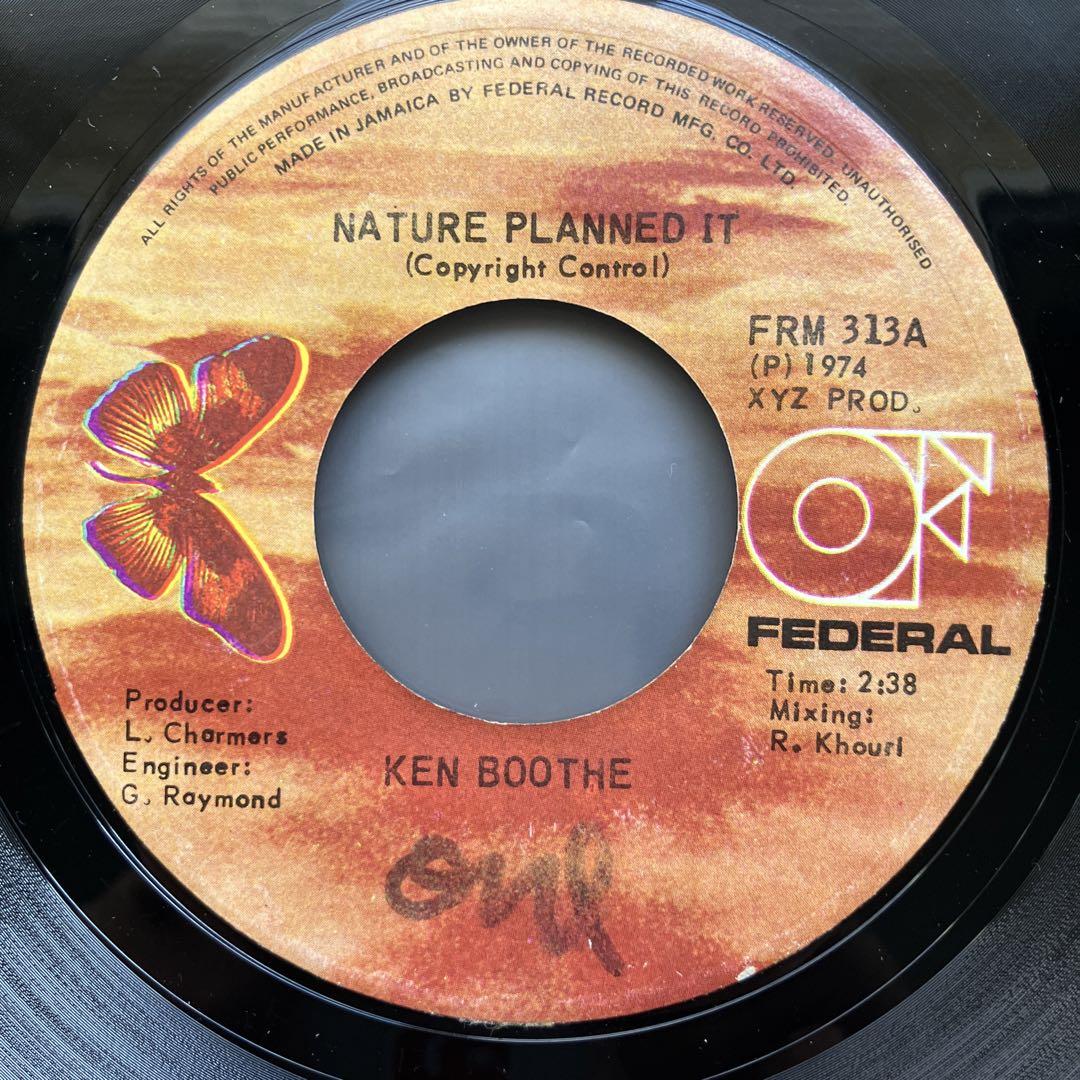 ALL RIGHTS OF THE MANUFACTURER AND OF THE OWNER OF THE RECORDED WORK RESERVED. UNAUTHORISED
PUBLIC PERFORMANCE, BROADCASTING AND COPYING OF THIS RECORD PROHIBITED.
MADE IN JAMAICA BY FEDERAL RECORD MFG. CO. LTD.
NATURE PLANNED IT
(Copyright Control)
FRM 313A
(P) 1974
XYZ PROD.
FEDERAL
Time: 2:38
Mixing:
R. Khouri
Producer:
L. Charmers
Engineer:
G. Raymond
KEN BOOTHE